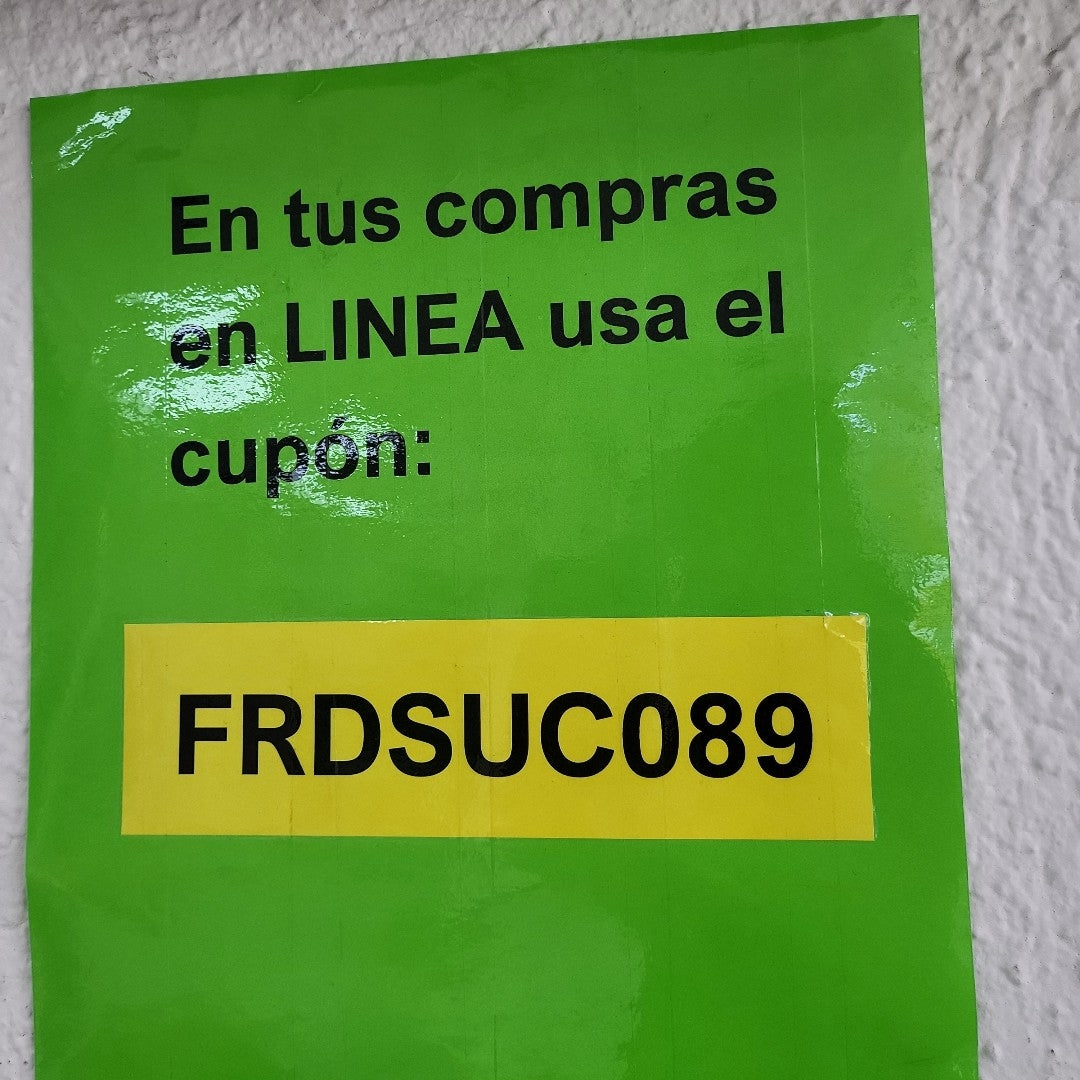 En tus compras
en LINEA usa el
cupón:
FRDSUC089